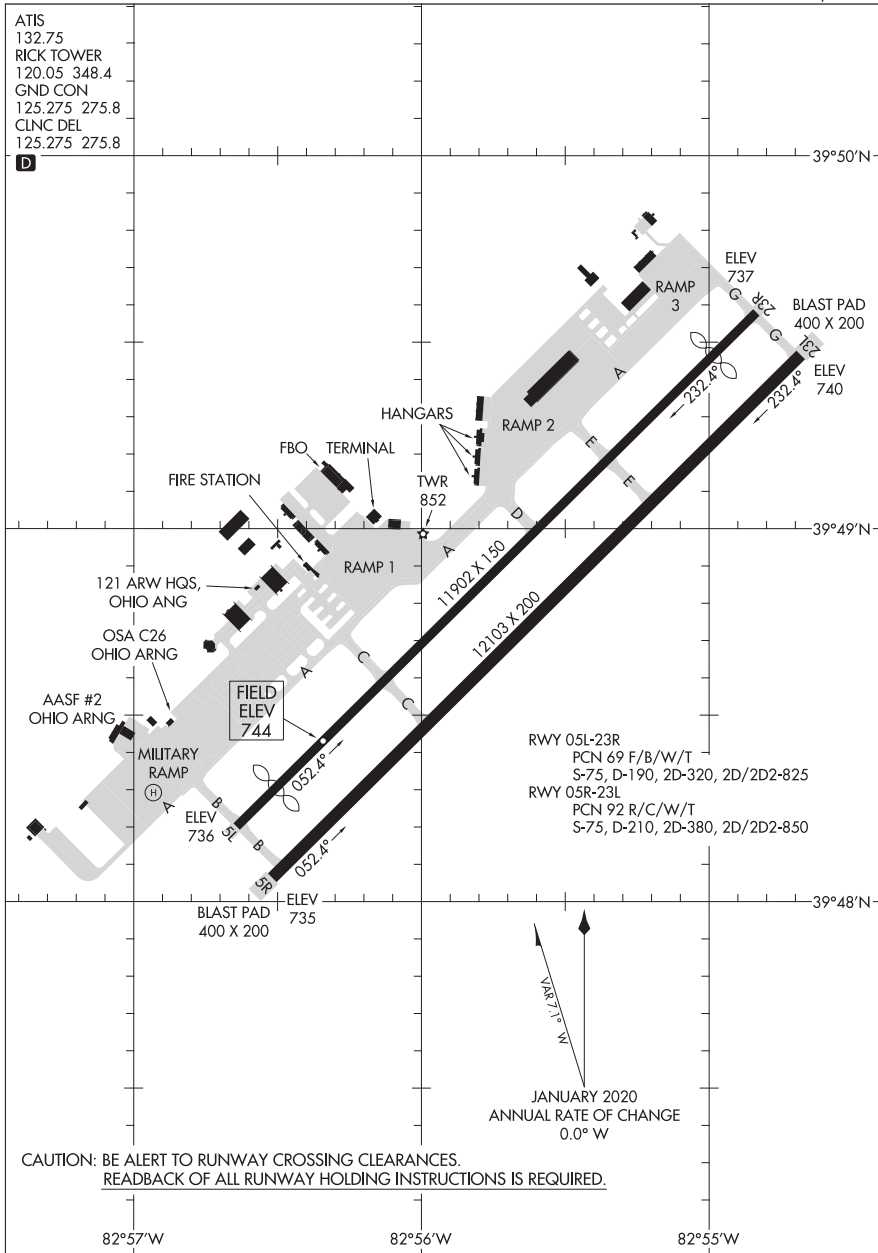 ATIS
132.75
RICK TOWER
120.05 348.4
GND CON
125.275 275.8
CLNC DEL
125.275 275.8
D
39°50'N
ELEV
737
G
23R
BLAST PAD
400 X 200
G
23L
ELEV
740
RAMP
3
232.4°
232.4°
A
HANGARS
RAMP 2
E
E
FBO
TERMINAL
FIRE STATION
TWR
852
D
A
39°49'N
RAMP 1
11902 X 150
12103 X 200
121 ARW HQS,
OHIO ANG
OSA C26
OHIO ARNG
C
C
A
AASF #2
OHIO ARNG
FIELD
ELEV
744
MILITARY
RAMP
H
A
B
B
052.4°
052.4°
ELEV
736
5L
5R
ELEV
735
BLAST PAD
400 X 200
RWY 05L-23R
PCN 69 F/B/W/T
S-75, D-190, 2D-320, 2D/2D2-825
RWY 05R-23L
PCN 92 R/C/W/T
S-75, D-210, 2D-380, 2D/2D2-850
39°48'N
VAR 7.1° W
JANUARY 2020
ANNUAL RATE OF CHANGE
0.0° W
CAUTION: BE ALERT TO RUNWAY CROSSING CLEARANCES.
READBACK OF ALL RUNWAY HOLDING INSTRUCTIONS IS REQUIRED.
82°57'W
82°56'W
82°55'W